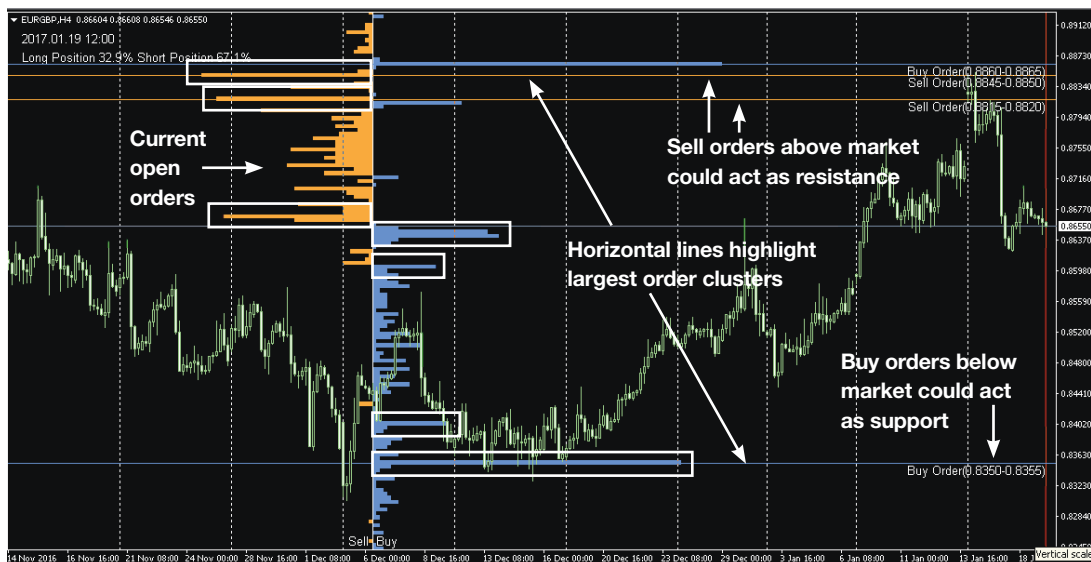 EURGBP,H4 0.86604 0.86608 0.86546 0.86550
2017.01.19 12:00
Long Position 32.9% Short Position 67.1%
Buy Order(0.8860-0.8865)
Sell Order(0.8845-0.8850)
Sell Order(0.8815-0.8820)
Current
open
orders
Sell orders above market
could act as resistance
Horizontal lines highlight
largest order clusters
Buy orders below
market could act
as support
Buy Order(0.8350-0.8355)
Sell Buy
0.89120
0.88730
0.88340
0.87940
0.87550
0.87160
0.86770
0.86550
0.86370
0.85980
0.85590
0.85200
0.84800
0.84410
0.84020
0.83630
0.83230
0.82840
14 Nov 2016
16 Nov 16:00
21 Nov 08:00
24 Nov 00:00
28 Nov 16:00
1 Dec 08:00
6 Dec 00:00
8 Dec 16:00
13 Dec 08:00
16 Dec 00:00
20 Dec 16:00
23 Dec 08:00
29 Dec 00:00
3 Jan 16:00
6 Jan 08:00
11 Jan 00:00
13 Jan 16:00
18 J
Vertical scale